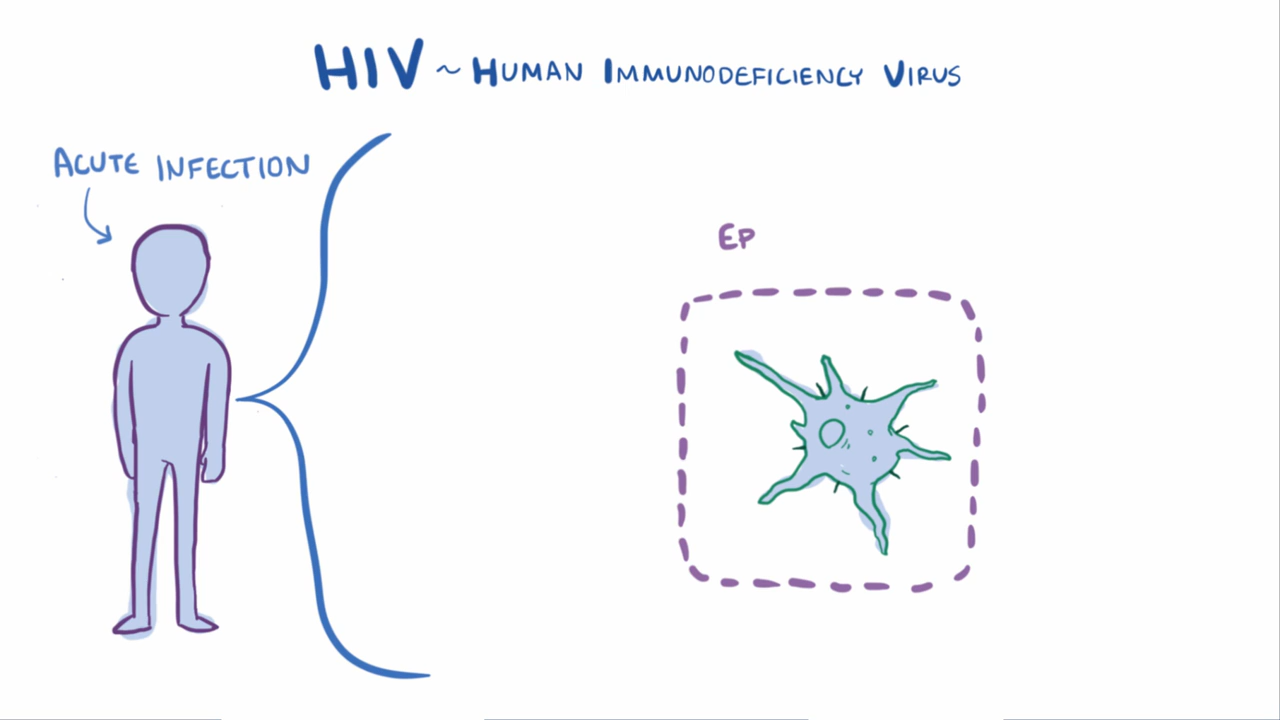 HIV ~ HUMAN IMMUNODEFICIENCY VIRUS
ACUTE INFECTION
EP